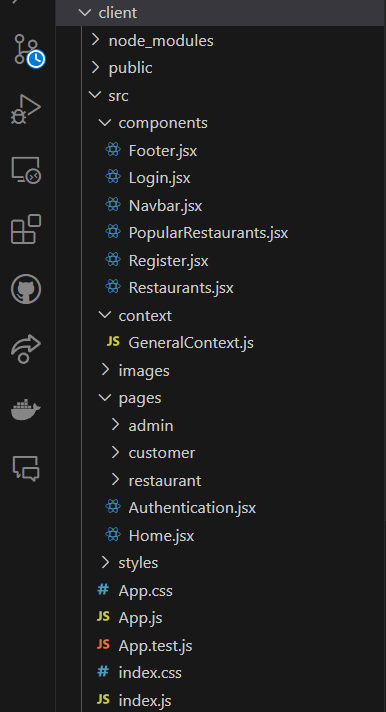 client
node_modules
public
src
components
Footer.jsx
Login.jsx
Navbar.jsx
PopularRestaurants.jsx
Register.jsx
Restaurants.jsx
context
JS GeneralContext.js
images
pages
admin
customer
restaurant
Authentication.jsx
Home.jsx
styles
# App.css
JS App.js
JS App.test.js
# index.css
JS index.js